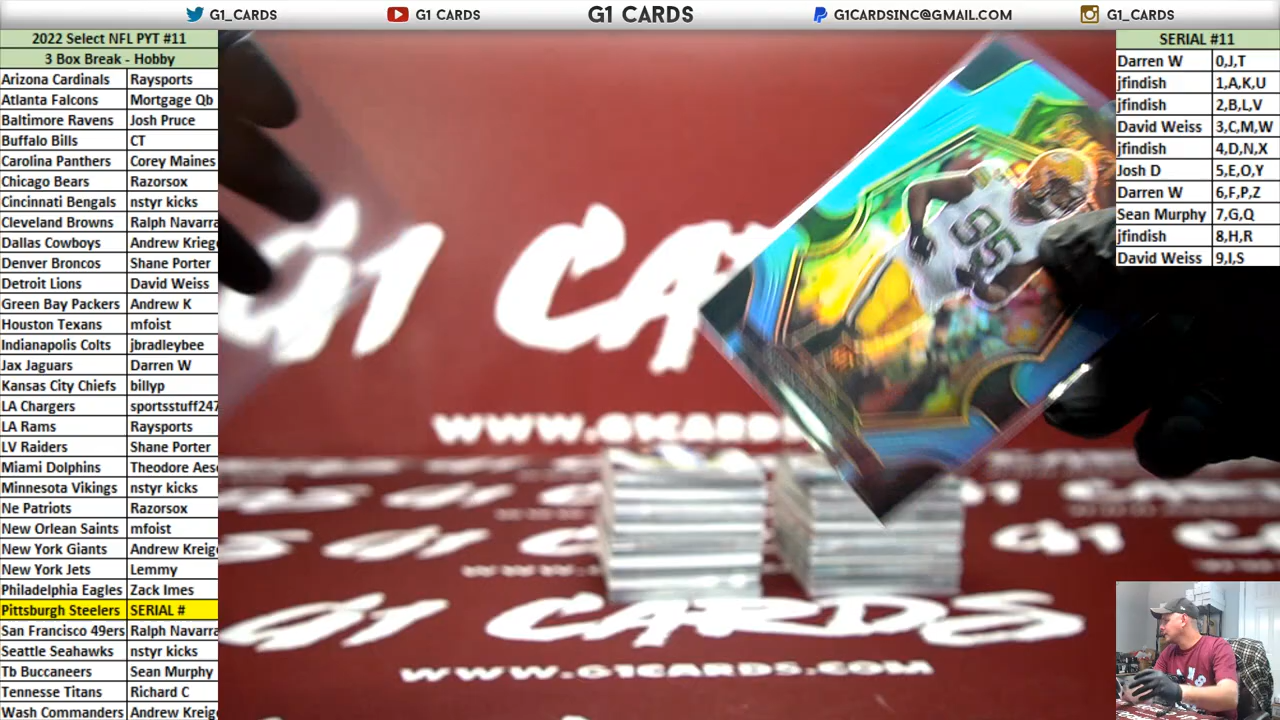 G1_CARDS
G1 CARDS
G1 CARDS
G1CARDSINC@GMAIL.COM
G1_CARDS
2022 Select NFL PYT #11
3 Box Break - Hobby
Arizona Cardinals Raysports
Atlanta Falcons Mortgage Qb
Baltimore Ravens Josh Pruce
Buffalo Bills CT
Carolina Panthers Corey Maines
Chicago Bears Razorsox
Cincinnati Bengals nstyr kicks
Cleveland Browns Ralph Navarra
Dallas Cowboys Andrew Krieg
Denver Broncos Shane Porter
Detroit Lions David Weiss
Green Bay Packers Andrew K
Houston Texans mfoist
Indianapolis Colts jbradleybee
Jax Jaguars Darren W
Kansas City Chiefs billyp
LA Chargers sportsstuff247
LA Rams Raysports
LV Raiders Shane Porter
Miami Dolphins Theodore Aes
Minnesota Vikings nstyr kicks
Ne Patriots Razorsox
New Orlean Saints mfoist
New York Giants Andrew Kreig
New York Jets Lemmy
Philadelphia Eagles Zack Imes
Pittsburgh Steelers SERIAL #
San Francisco 49ers Ralph Navarra
Seattle Seahawks nstyr kicks
Tb Buccaneers Sean Murphy
Tennesse Titans Richard C
Wash Commanders Andrew Kreig
SERIAL #11
Darren W 0,J,T
jfindish 1,A,K,U
jfindish 2,B,L,V
David Weiss 3,C,M,W
jfindish 4,D,N,X
Josh D 5,E,O,Y
Darren W 6,F,P,Z
Sean Murphy 7,G,Q
jfindish 8,H,R
David Weiss 9,I,S
95
G1 CA
WWW.G1CARDS
G1 CARDS
WWW.G1CARDS.COM